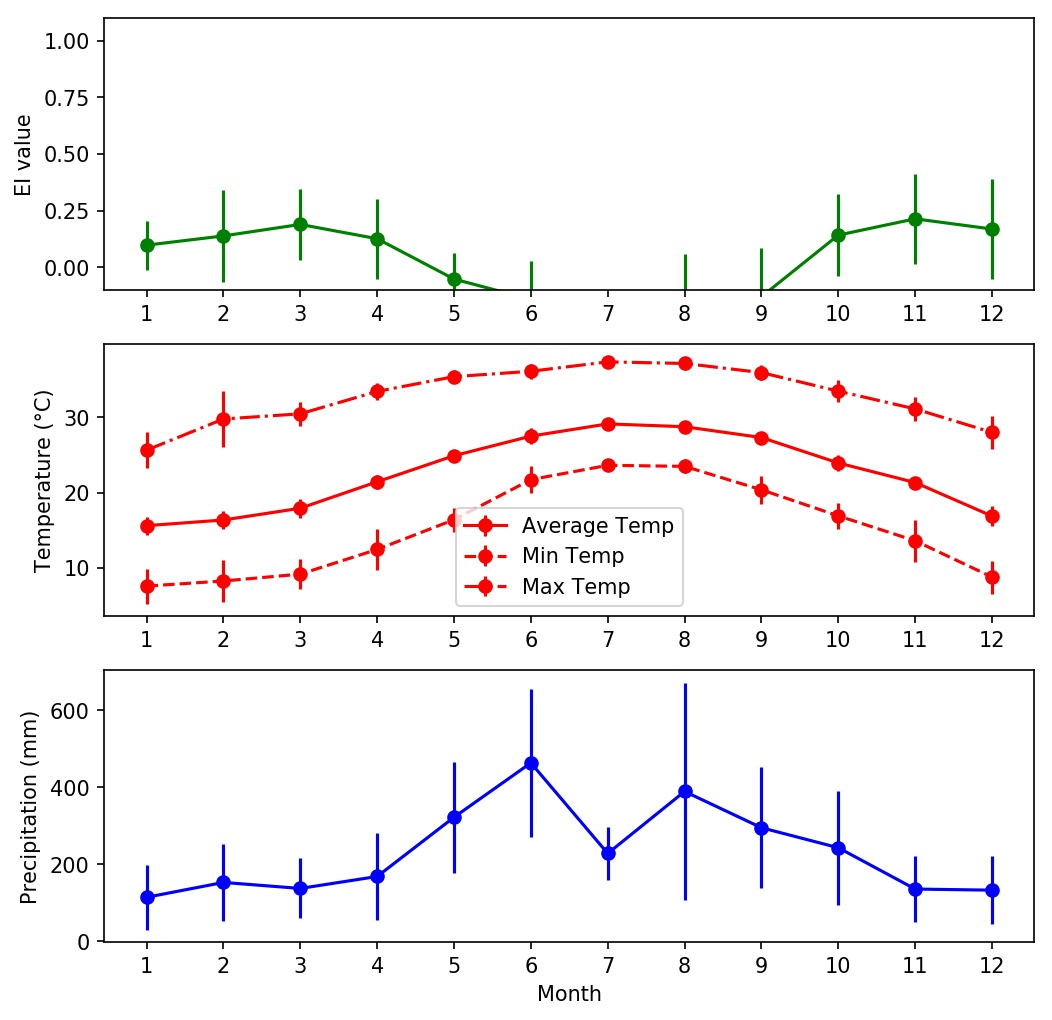 EI value
1.00
0.75
0.50
0.25
0.00
1 2 3 4 5 6 7 8 9 10 11 12
Temperature (°C)
30
20
10
Average Temp
Min Temp
Max Temp
1 2 3 4 5 6 7 8 9 10 11 12
Precipitation (mm)
600
400
200
0
1 2 3 4 5 6 7 8 9 10 11 12
Month